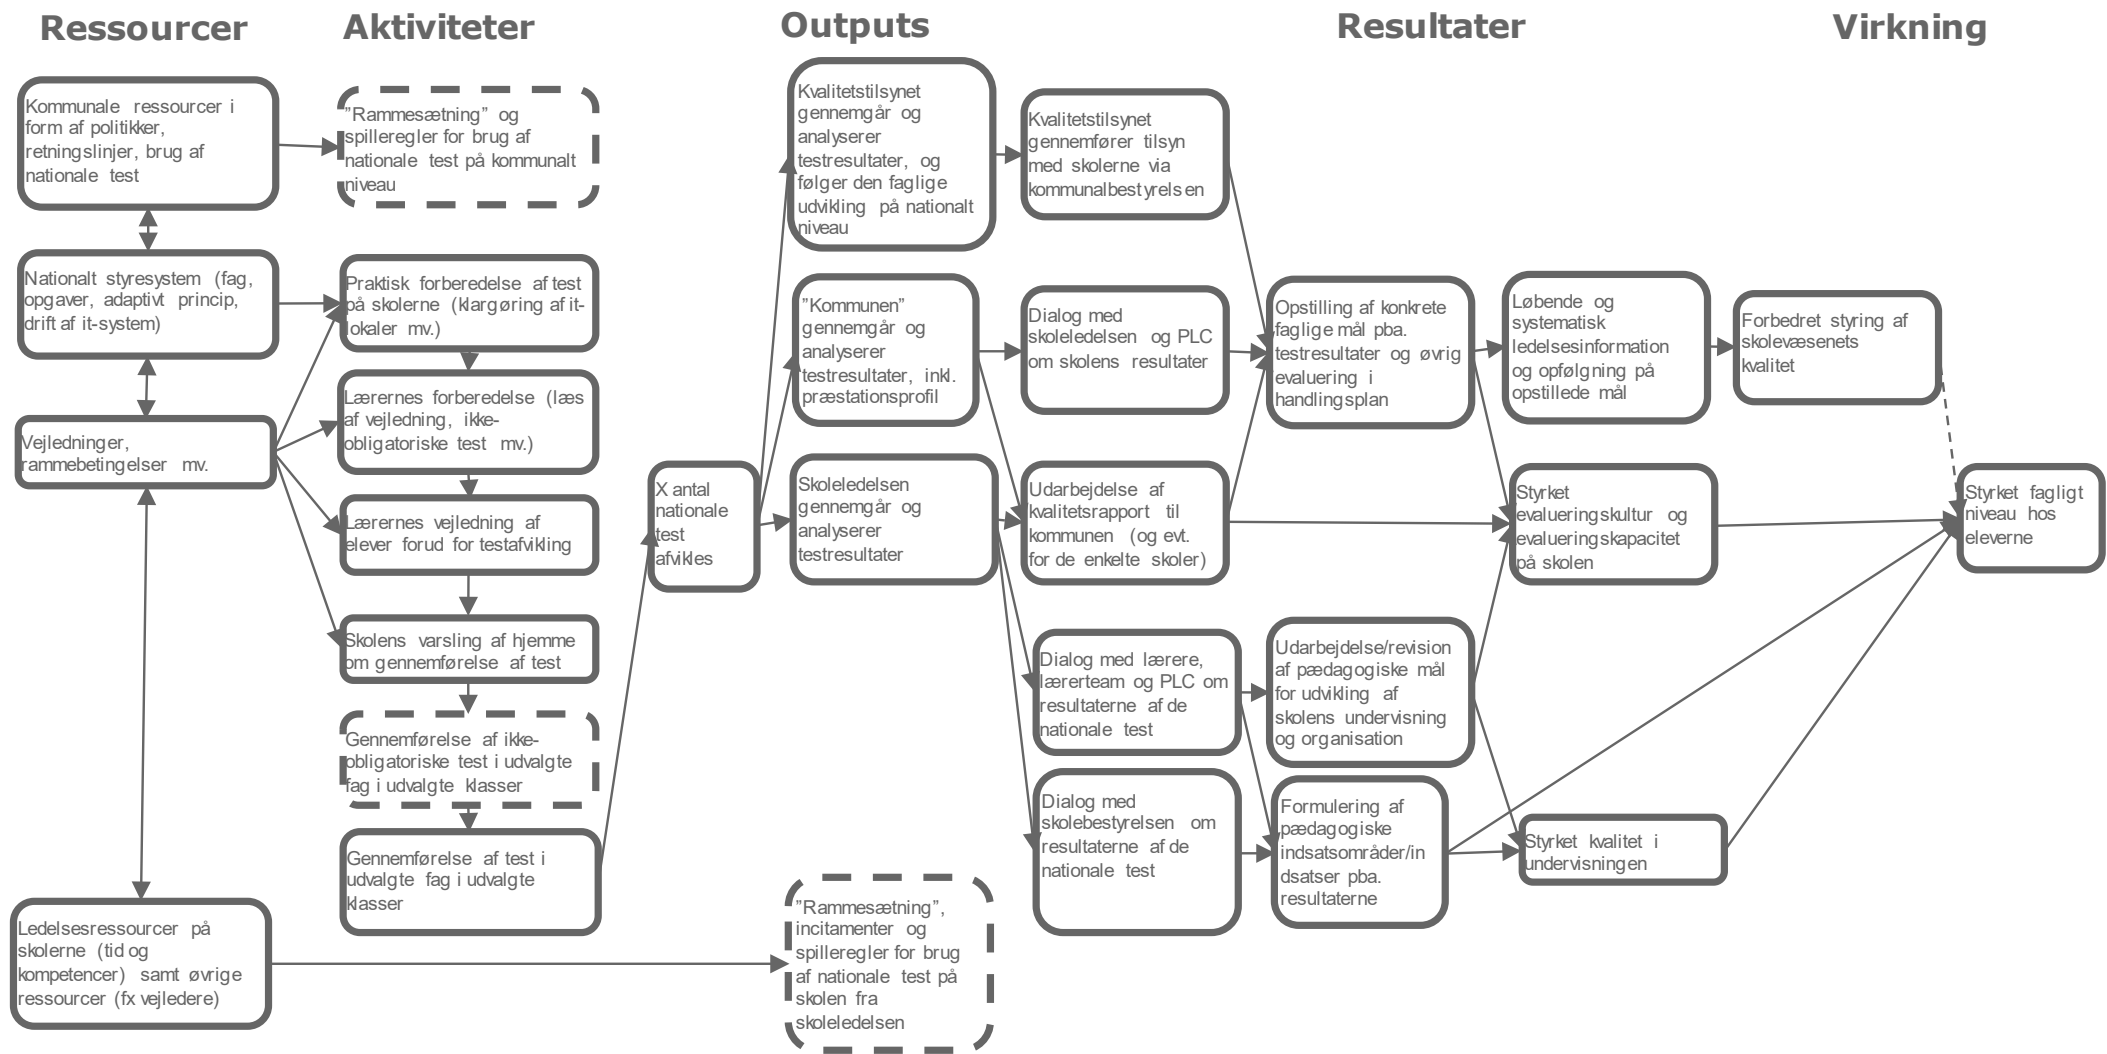 Ressourcer
Aktiviteter
Outputs
Resultater
Virkning
Kommunale ressourcer i
form af politikker,
retningslinjer, brug af
nationale test
Nationalt styresystem (fag,
opgaver, adaptivt princip,
drift af it-system)
Vejledninger,
rammebetingelser mv.
Ledelsesressourcer på
skolerne (tid og
kompetencer) samt øvrige
ressourcer (fx vejledere)
”Rammesætning” og
spilleregler for brug af
nationale test på kommunalt
niveau
Praktisk forberedelse af test
på skolerne (klargøring af it-
lokaler mv.)
Lærernes forberedelse (læs
af vejledning, ikke-
obligatoriske test mv.)
Lærernes vejledning af
elever forud for testafvikling
Skolens varsling af hjemme
om gennemførelse af test
Gennemførelse af ikke-
obligatoriske test i udvalgte
fag i udvalgte klasser
Gennemførelse af test i
udvalgte fag i udvalgte
klasser
X antal
nationale
test
afvikles
Kvalitetstilsynet
gennemgår og
analyserer
testresultater, og
følger den faglige
udvikling på nationalt
niveau
”Kommunen”
gennemgår og
analyserer
testresultater, inkl.
præstationsprofil
Skoleledelsen
gennemgår og
analyserer
testresultater
”Rammesætning”,
incitamenter og
spilleregler for brug
af nationale test på
skolen fra
skoleledelsen
Kvalitetstilsynet
gennemfører tilsyn
med skolerne via
kommunalbestyrelsen
Dialog med
skoleledelsen og PLC
om skolens resultater
Udarbejdelse af
kvalitetsrapport til
kommunen (og evt.
for de enkelte skoler)
Dialog med lærere,
lærerteam og PLC om
resultaterne af de
nationale test
Dialog med
skolebestyrelsen om
resultaterne af de
nationale test
Opstilling af konkrete
faglige mål pba.
testresultater og øvrig
evaluering i
handlingsplan
Udarbejdelse/revision
af pædagogiske mål
for udvikling af
skolens undervisning
og organisation
Formulering af
pædagogiske
indsatsområder/in
dsatser pba.
resultaterne
Løbende og
systematisk
ledelsesinformation
og opfølgning på
opstillede mål
Styrket
evalueringskultur og
evalueringskapacitet
på skolen
Styrket kvalitet i
undervisningen
Forbedret styring af
skolevæsenets
kvalitet
Styrket fagligt
niveau hos
eleverne